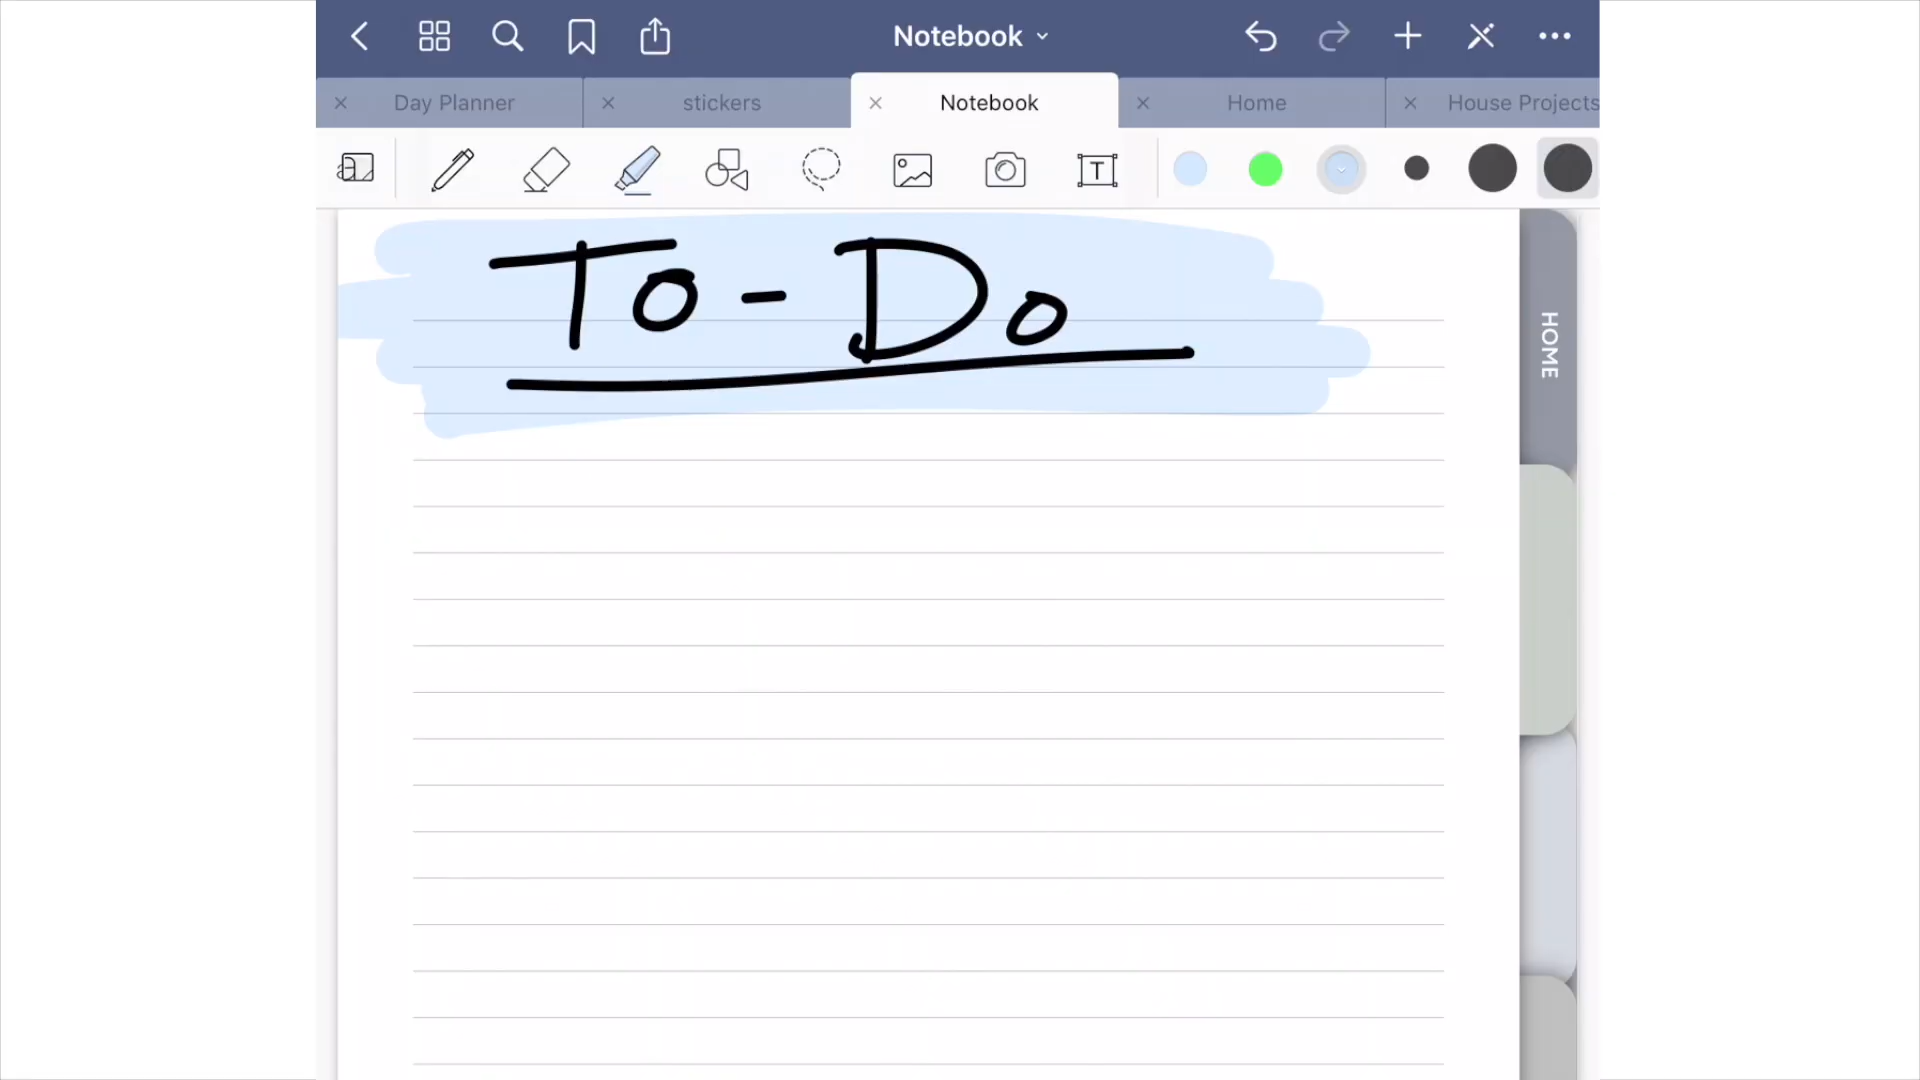 Notebook
Day Planner
stickers
Notebook
Home
House Projects
T
To-Do
HOME